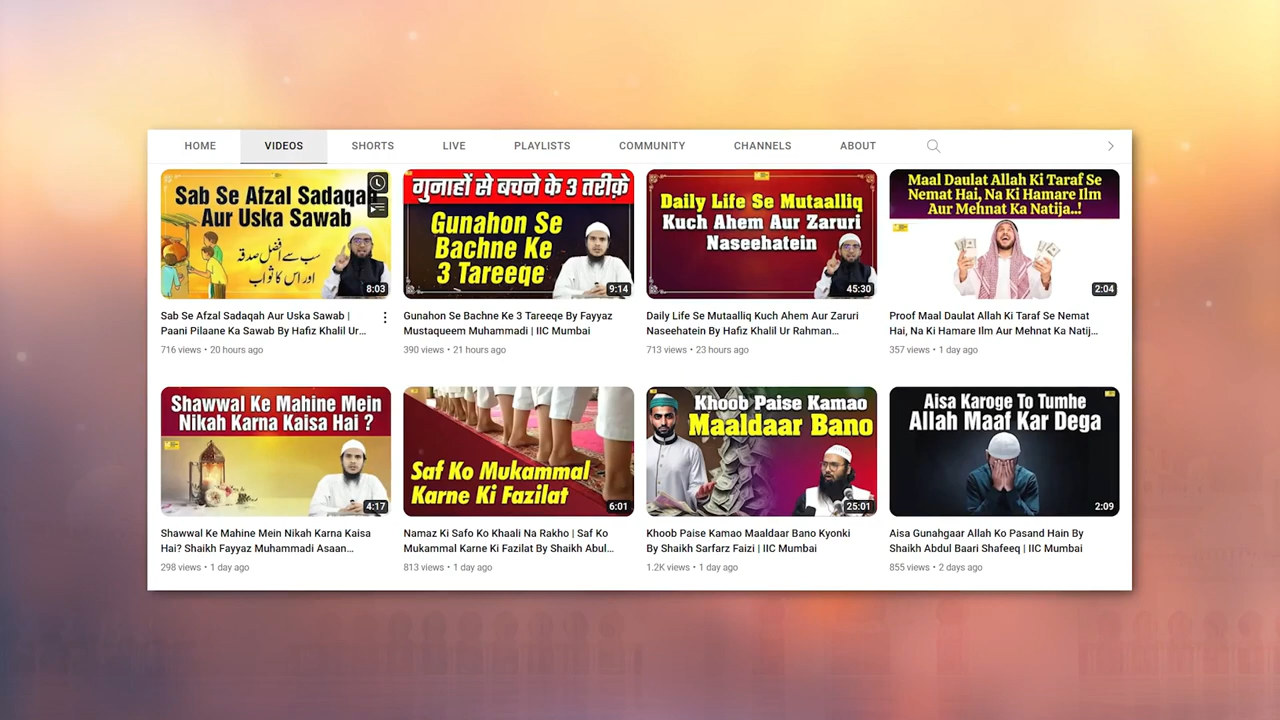 HOME
VIDEOS
SHORTS
LIVE
PLAYLISTS
COMMUNITY
CHANNELS
ABOUT
Sab Se Afzal Sadaqah
Aur Uska Sawab
سب سے افضل صدقہ
اور اس کا ثواب
8:03
Sab Se Afzal Sadaqah Aur Uska Sawab |
Paani Pilaane Ka Sawab By Hafiz Khalil Ur...
716 views • 20 hours ago
गुनाहों से बचने के 3 तरीक़े
Gunahon Se
Bachne Ke
3 Tareeqe
9:14
Gunahon Se Bachne Ke 3 Tareeqe By Fayyaz
Mustaqueem Muhammadi | IIC Mumbai
390 views • 21 hours ago
Daily Life Se Mutaalliq
Kuch Ahem Aur Zaruri
Naseehatein
45:30
Daily Life Se Mutaalliq Kuch Ahem Aur Zaruri
Naseehatein By Hafiz Khalil Ur Rahman...
713 views • 23 hours ago
Maal Daulat Allah Ki Taraf Se
Nemat Hai, Na Ki Hamare Ilm
Aur Mehnat Ka Natija..!
2:04
Proof Maal Daulat Allah Ki Taraf Se Nemat
Hai, Na Ki Hamare Ilm Aur Mehnat Ka Natij...
357 views • 1 day ago
Shawwal Ke Mahine Mein
Nikah Karna Kaisa Hai ?
4:17
Shawwal Ke Mahine Mein Nikah Karna Kaisa
Hai? Shaikh Fayyaz Muhammadi Asaan...
298 views • 1 day ago
Saf Ko Mukammal
Karne Ki Fazilat
6:01
Namaz Ki Safo Ko Khaali Na Rakho | Saf Ko
Mukammal Karne Ki Fazilat By Shaikh Abul...
813 views • 1 day ago
Khoob Paise Kamao
Maaldaar Bano
25:01
Khoob Paise Kamao Maaldaar Bano Kyonki
By Shaikh Sarfarz Faizi | IIC Mumbai
1.2K views • 1 day ago
Aisa Karoge To Tumhe
Allah Maaf Kar Dega
2:09
Aisa Gunahgaar Allah Ko Pasand Hain By
Shaikh Abdul Baari Shafeeq | IIC Mumbai
855 views • 2 days ago